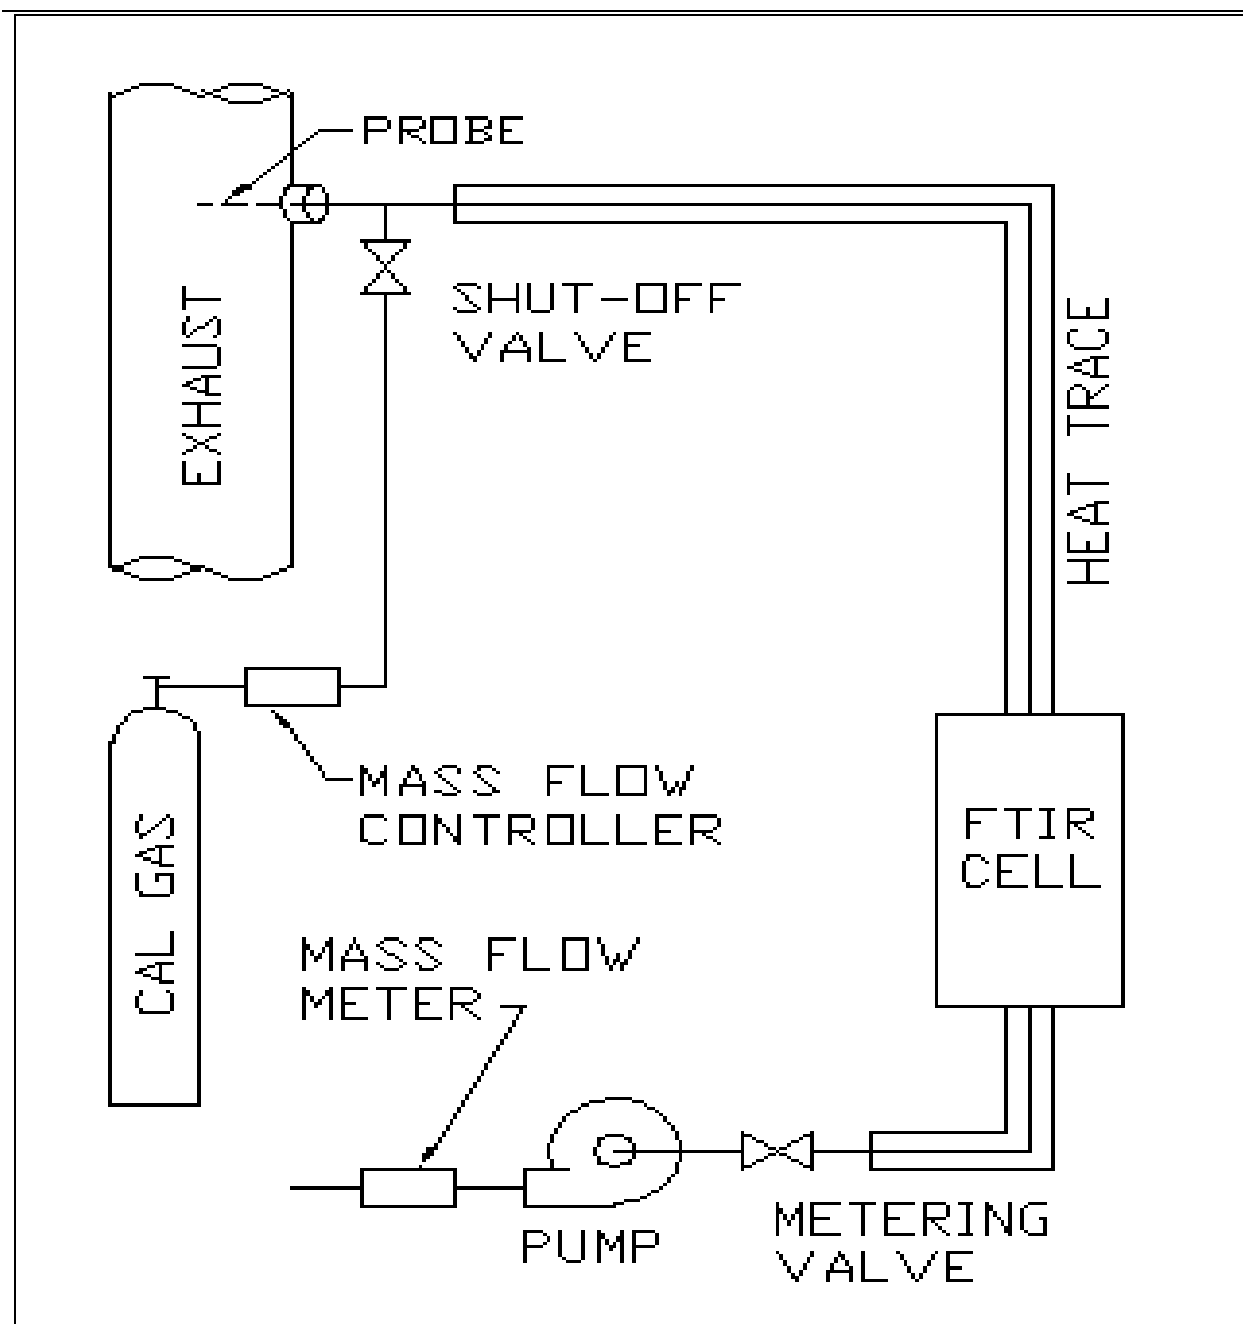 PROBE
SHUT-OFF
VALVE
EXHAUST
HEAT TRACE
MASS FLOW
CONTROLLER
FTIR
CELL
CAL GAS
MASS FLOW
METER
PUMP
METERING
VALVE